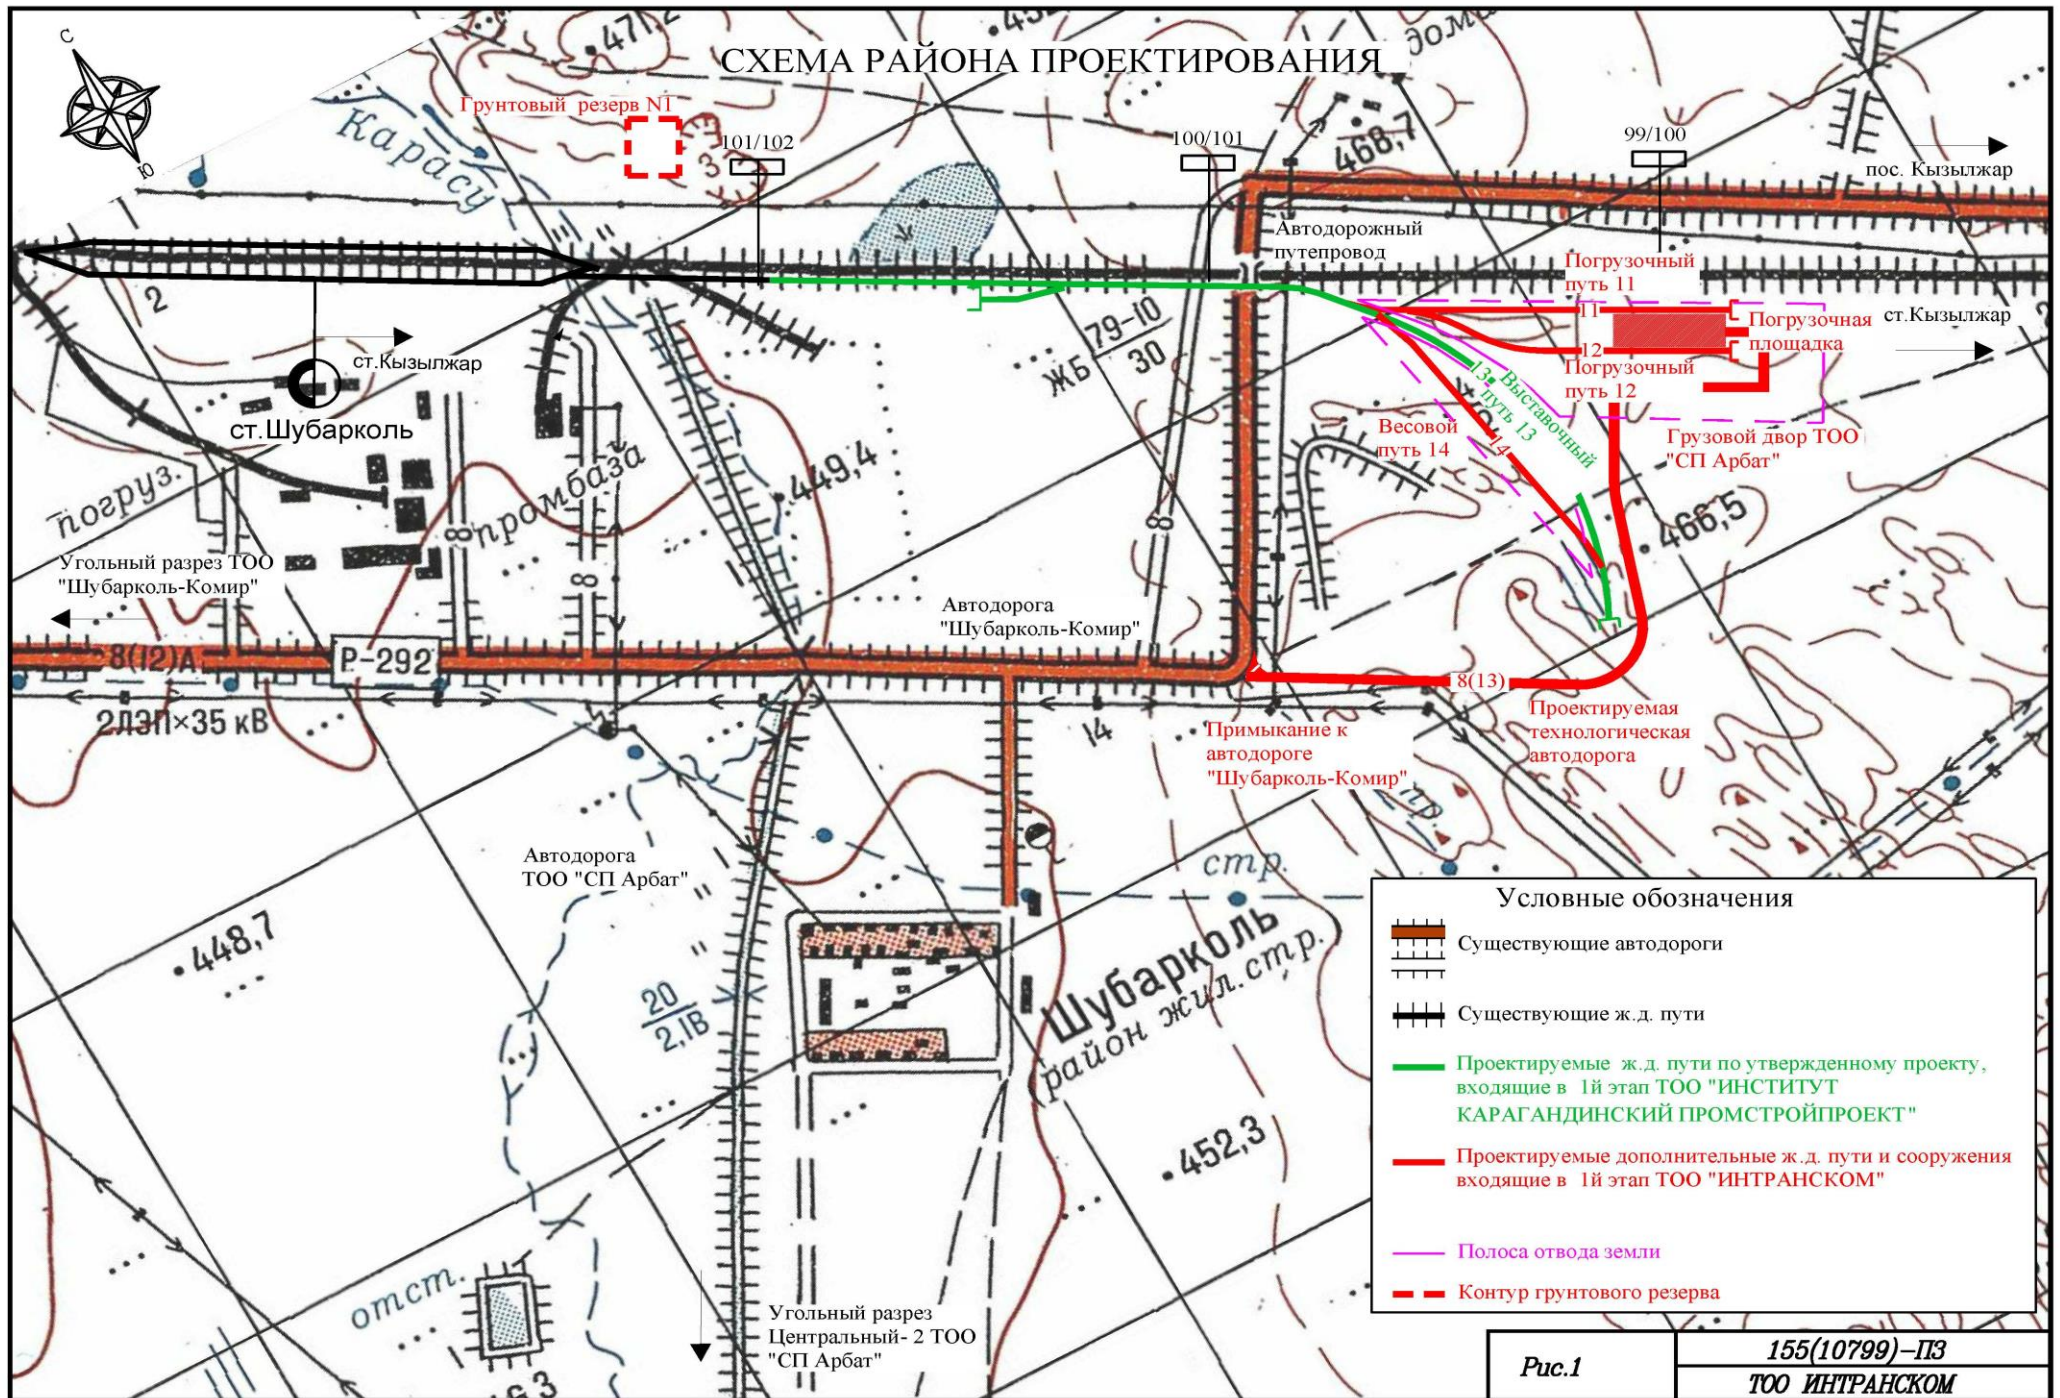 471,2
СХЕМА РАЙОНА ПРОЕКТИРОВАНИЯ
С
Ю
Грунтовый резерв N1
Карасу
3
101/102
100/101
99/100
468,7
пос. Кызылжар
Автодорожный
путепровод
Погрузочный
путь 11
11
Погрузочная
площадка
ст.Кызылжар
12
Погрузочный
путь 12
2
ст.Кызылжар
ст.Шубарколь
79-10
ЖБ
30
13
Выставочный
путь 13
Весовой
путь 14
14
Грузовой двор ТОО
"СП Арбат"
погруз.
промбаза
449,4
466,5
8
8
8
Угольный разрез ТОО
"Шубарколь-Комир"
Автодорога
"Шубарколь-Комир"
8(12)А
Р-292
8(13)
2ЛЭП×35 кВ
14
Примыкание к
автодороге
"Шубарколь-Комир"
Проектируемая
технологическая
автодорога
пр.
Автодорога
ТОО "СП Арбат"
стр.
448,7
20
2,1В
Шубарколь
(район жил.стр.)
452,3
отст.
Угольный разрез
Центральный- 2 ТОО
"СП Арбат"
Условные обозначения
Существующие автодороги
Существующие ж.д. пути
Проектируемые ж.д. пути по утвержденному проекту,
входящие в 1й этап ТОО "ИНСТИТУТ
КАРАГАНДИНСКИЙ ПРОМСТРОЙПРОЕКТ"
Проектируемые дополнительные ж.д. пути и сооружения
входящие в 1й этап ТОО "ИНТРАНСКОМ"
Полоса отвода земли
Контур грунтового резерва
Рис.1
155(10799)-ПЗ
ТОО ИНТРАНСКОМ